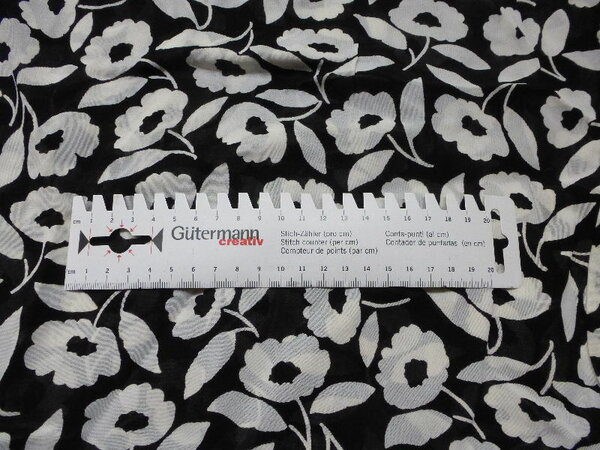 cm 1 2 3 4 5 6 7 8 9 10 11 12 13 14 15 16 17 18 19 20
Gütermann
creativ
Stich-Zähler (pro cm)
Stitch counter (per cm)
Compteur de points (par cm)
Conta-punti (al cm)
Contador de puntadas (en cm)
cm 1 2 3 4 5 6 7 8 9 10 11 12 13 14 15 16 17 18 19 20